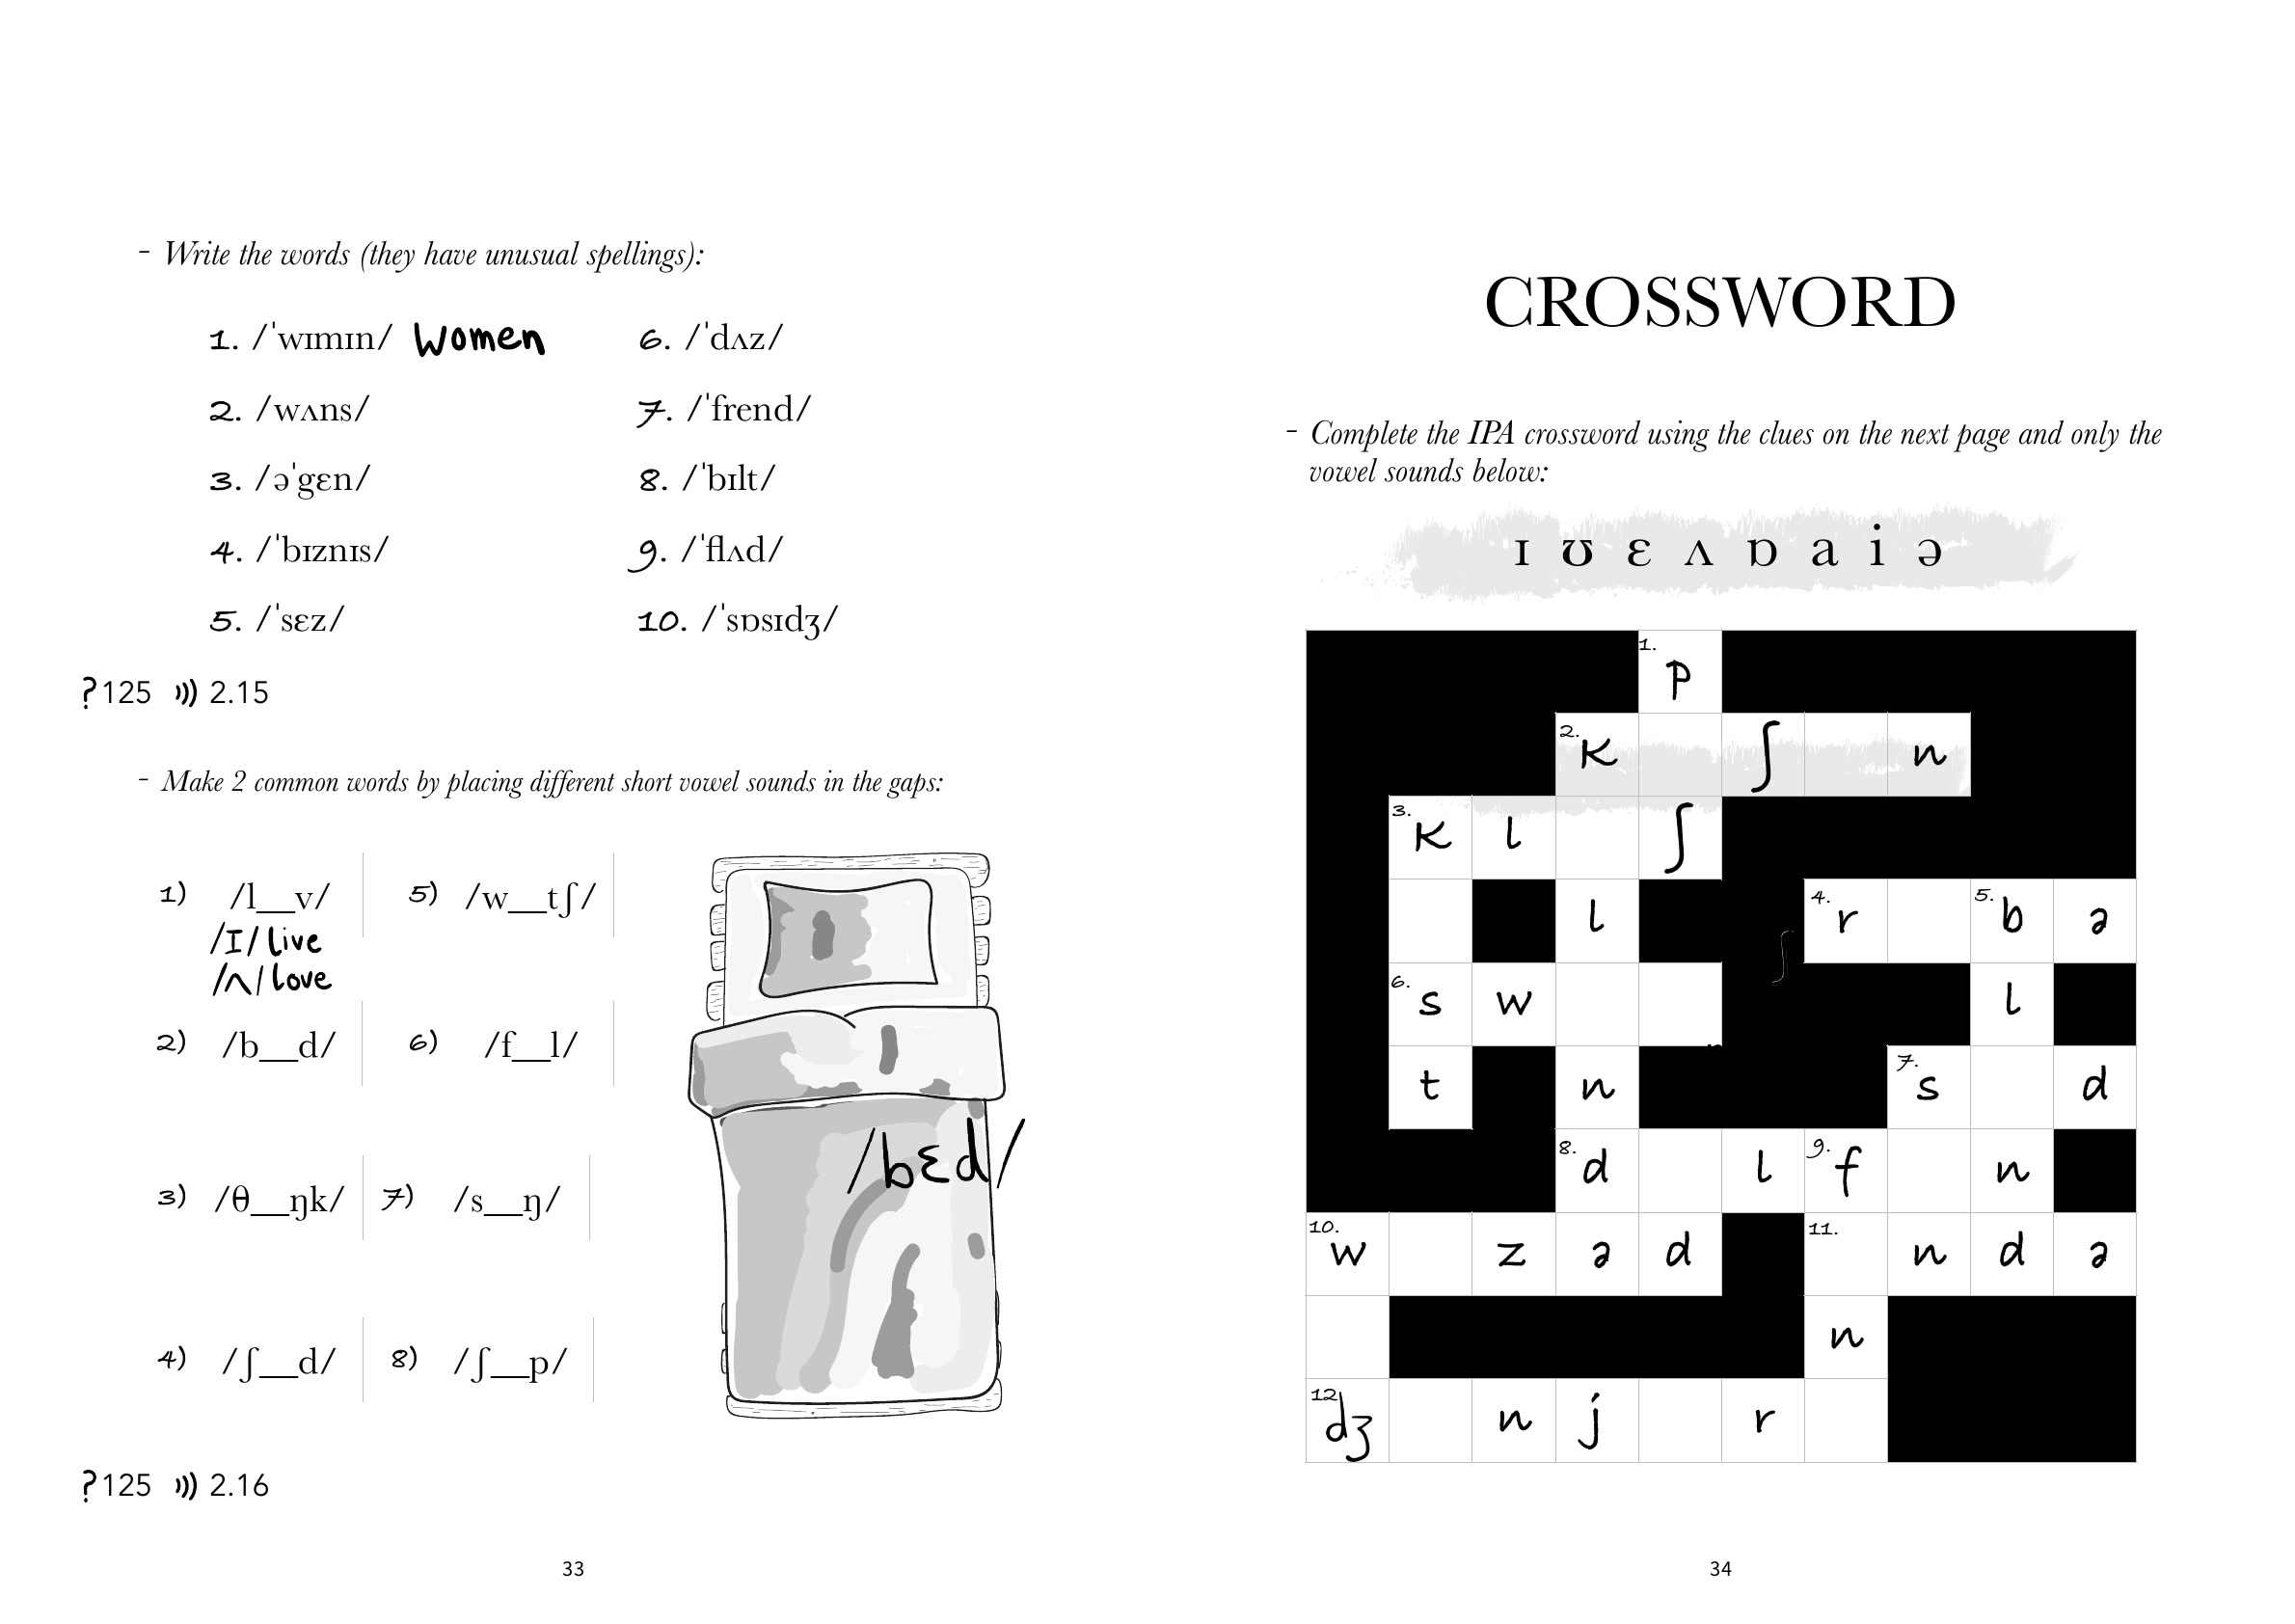 - Write the words (they have unusual spellings):
1. /ˈwɪmɪn/ Women
2. /wʌns/
3. /əˈgɛn/
4. /ˈbɪznɪs/
5. /ˈsɛz/
6. /ˈdʌz/
7. /ˈfrend/
8. /ˈbɪlt/
9. /ˈflʌd/
10. /ˈsɒsɪdʒ/
?125 2.15
- Make 2 common words by placing different short vowel sounds in the gaps:
1) /l__v/
/I/ live
/ʌ/ love
2) /b__d/
3) /θ__ŋk/
4) /ʃ__d/
5) /w__tʃ/
6) /f__l/
7) /s__ŋ/
8) /ʃ__p/
/bɛd/
?125 2.16
33
CROSSWORD
- Complete the IPA crossword using the clues on the next page and only the
vowel sounds below:
ɪ ʊ ɛ ʌ ɒ a i ə
1. p
2. k ʃ n
3. k l ʃ
l 4. r 5. b ə
ʃ
6. s w l
t n 7. s d
8. d l 9. f n
10. w z ə d 11. n d ə
n
12 dʒ n j r
34